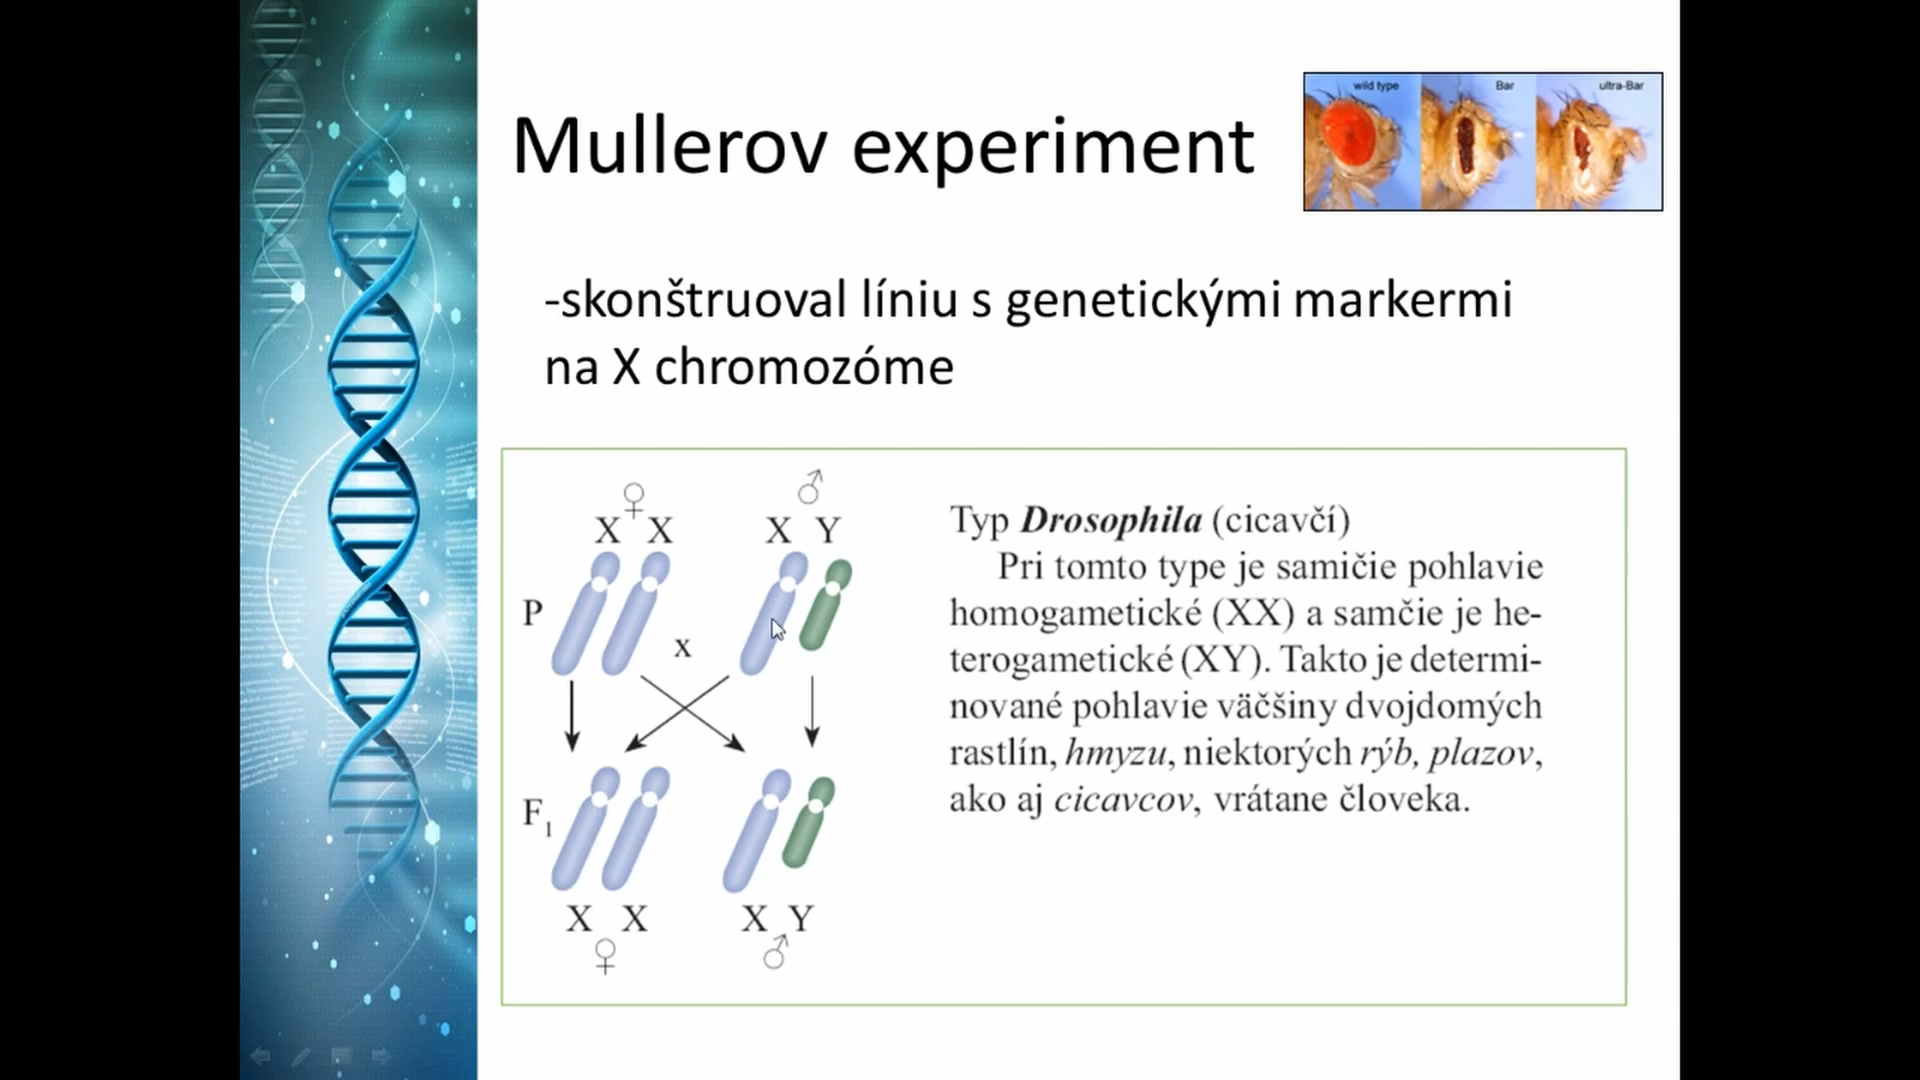 Mullerov experiment
wild type
Bar
ultra-Bar
-skonštruoval líniu s genetickými markermi
na X chromozóme
♀ ♂
X X X Y
P
x
F1
X X X Y
♀ ♂
Typ Drosophila (cicavčí)
Pri tomto type je samičie pohlavie
homogametické (XX) a samčie je he-
terogametické (XY). Takto je determi-
nované pohlavie väčšiny dvojdomých
rastlín, hmyzu, niektorých rýb, plazov,
ako aj cicavcov, vrátane človeka.